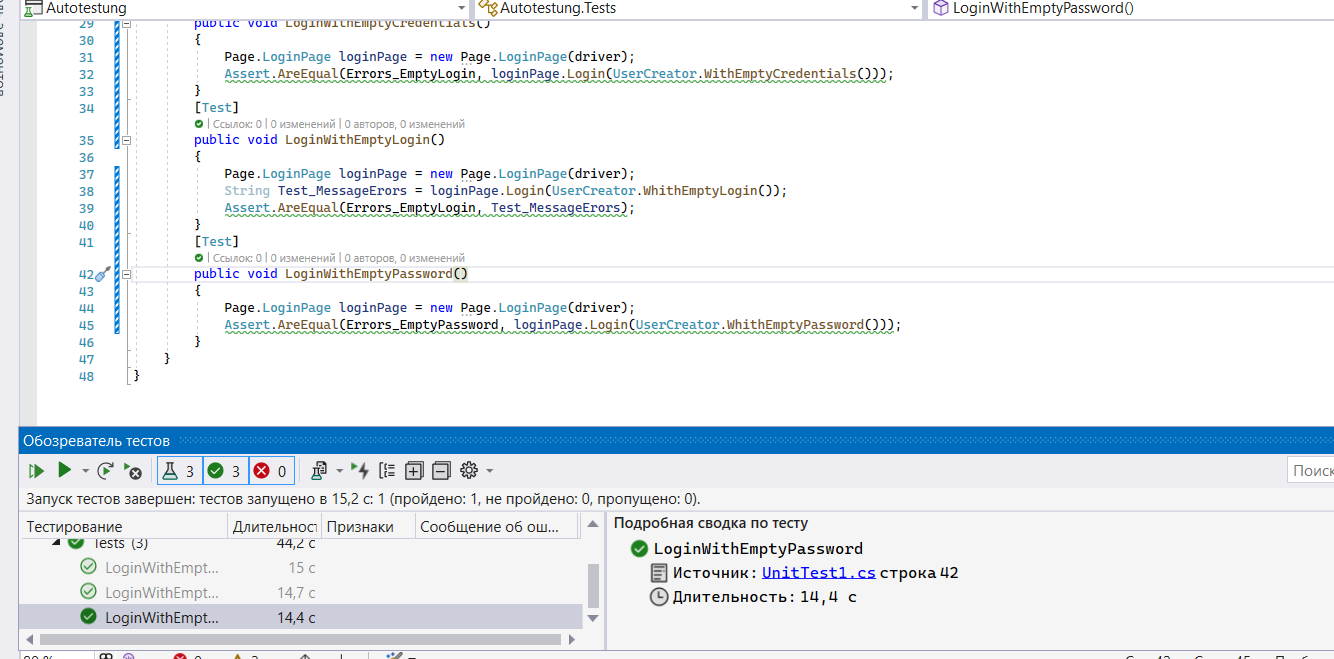 Autotestung
Autotestung.Tests
LoginWithEmptyPassword()
29 public void LoginWithEmptyCredentials()
30 {
31 Page.LoginPage loginPage = new Page.LoginPage(driver);
32 Assert.AreEqual(Errors_EmptyLogin, loginPage.Login(UserCreator.WithEmptyCredentials()));
33 }
34 [Test]
| Ссылок: 0 | 0 изменений | 0 авторов, 0 изменений
35 public void LoginWithEmptyLogin()
36 {
37 Page.LoginPage loginPage = new Page.LoginPage(driver);
38 String Test_MessageErors = loginPage.Login(UserCreator.WhithEmptyLogin());
39 Assert.AreEqual(Errors_EmptyLogin, Test_MessageErors);
40 }
41 [Test]
| Ссылок: 0 | 0 изменений | 0 авторов, 0 изменений
42 public void LoginWithEmptyPassword()
43 {
44 Page.LoginPage loginPage = new Page.LoginPage(driver);
45 Assert.AreEqual(Errors_EmptyPassword, loginPage.Login(UserCreator.WhithEmptyPassword()));
46 }
47 }
48 }
Обозреватель тестов
3 3 0
Поиск
Запуск тестов завершен: тестов запущено в 15,2 с: 1 (пройдено: 1, не пройдено: 0, пропущено: 0).
Тестирование Длительност Признаки Сообщение об ош...
Tests (3) 44,2 с
LoginWithEmpt... 15 с
LoginWithEmpt... 14,7 с
LoginWithEmpt... 14,4 с
Подробная сводка по тесту
LoginWithEmptyPassword
Источник: UnitTest1.cs строка 42
Длительность: 14,4 с